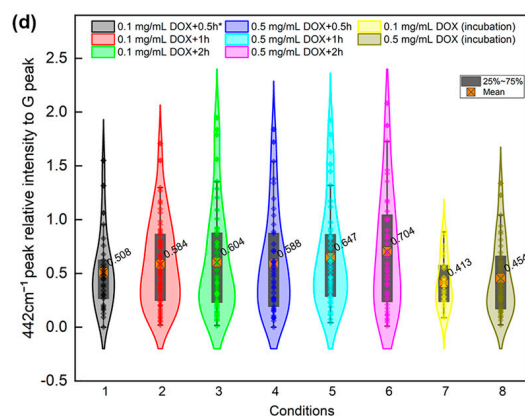 (d)
0.1 mg/mL DOX+0.5h* 0.5 mg/mL DOX+0.5h 0.1 mg/mL DOX (incubation)
0.1 mg/mL DOX+1h 0.5 mg/mL DOX+1h 0.5 mg/mL DOX (incubation)
0.1 mg/mL DOX+2h 0.5 mg/mL DOX+2h
25%~75%
Mean
442cm⁻¹ peak relative intensity to G peak
2.5
2.0
1.5
1.0
0.5
0.0
-0.5
0.508 0.584 0.604 0.588 0.647 0.704 0.413 0.454
1 2 3 4 5 6 7 8
Conditions